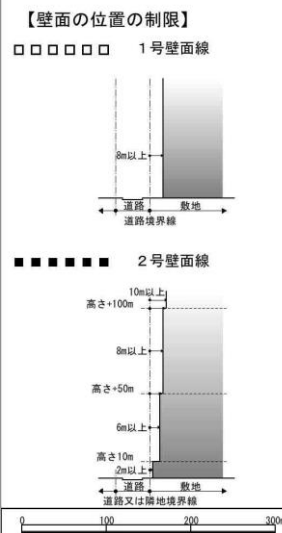 【壁面の位置の制限】
１号壁面線
8m以上
道路
敷地
道路境界線
２号壁面線
10m以上
高さ+100m
8m以上
高さ+50m
6m以上
高さ10m
2m以上
道路
敷地
道路又は隣地境界線
0 100 200 300m